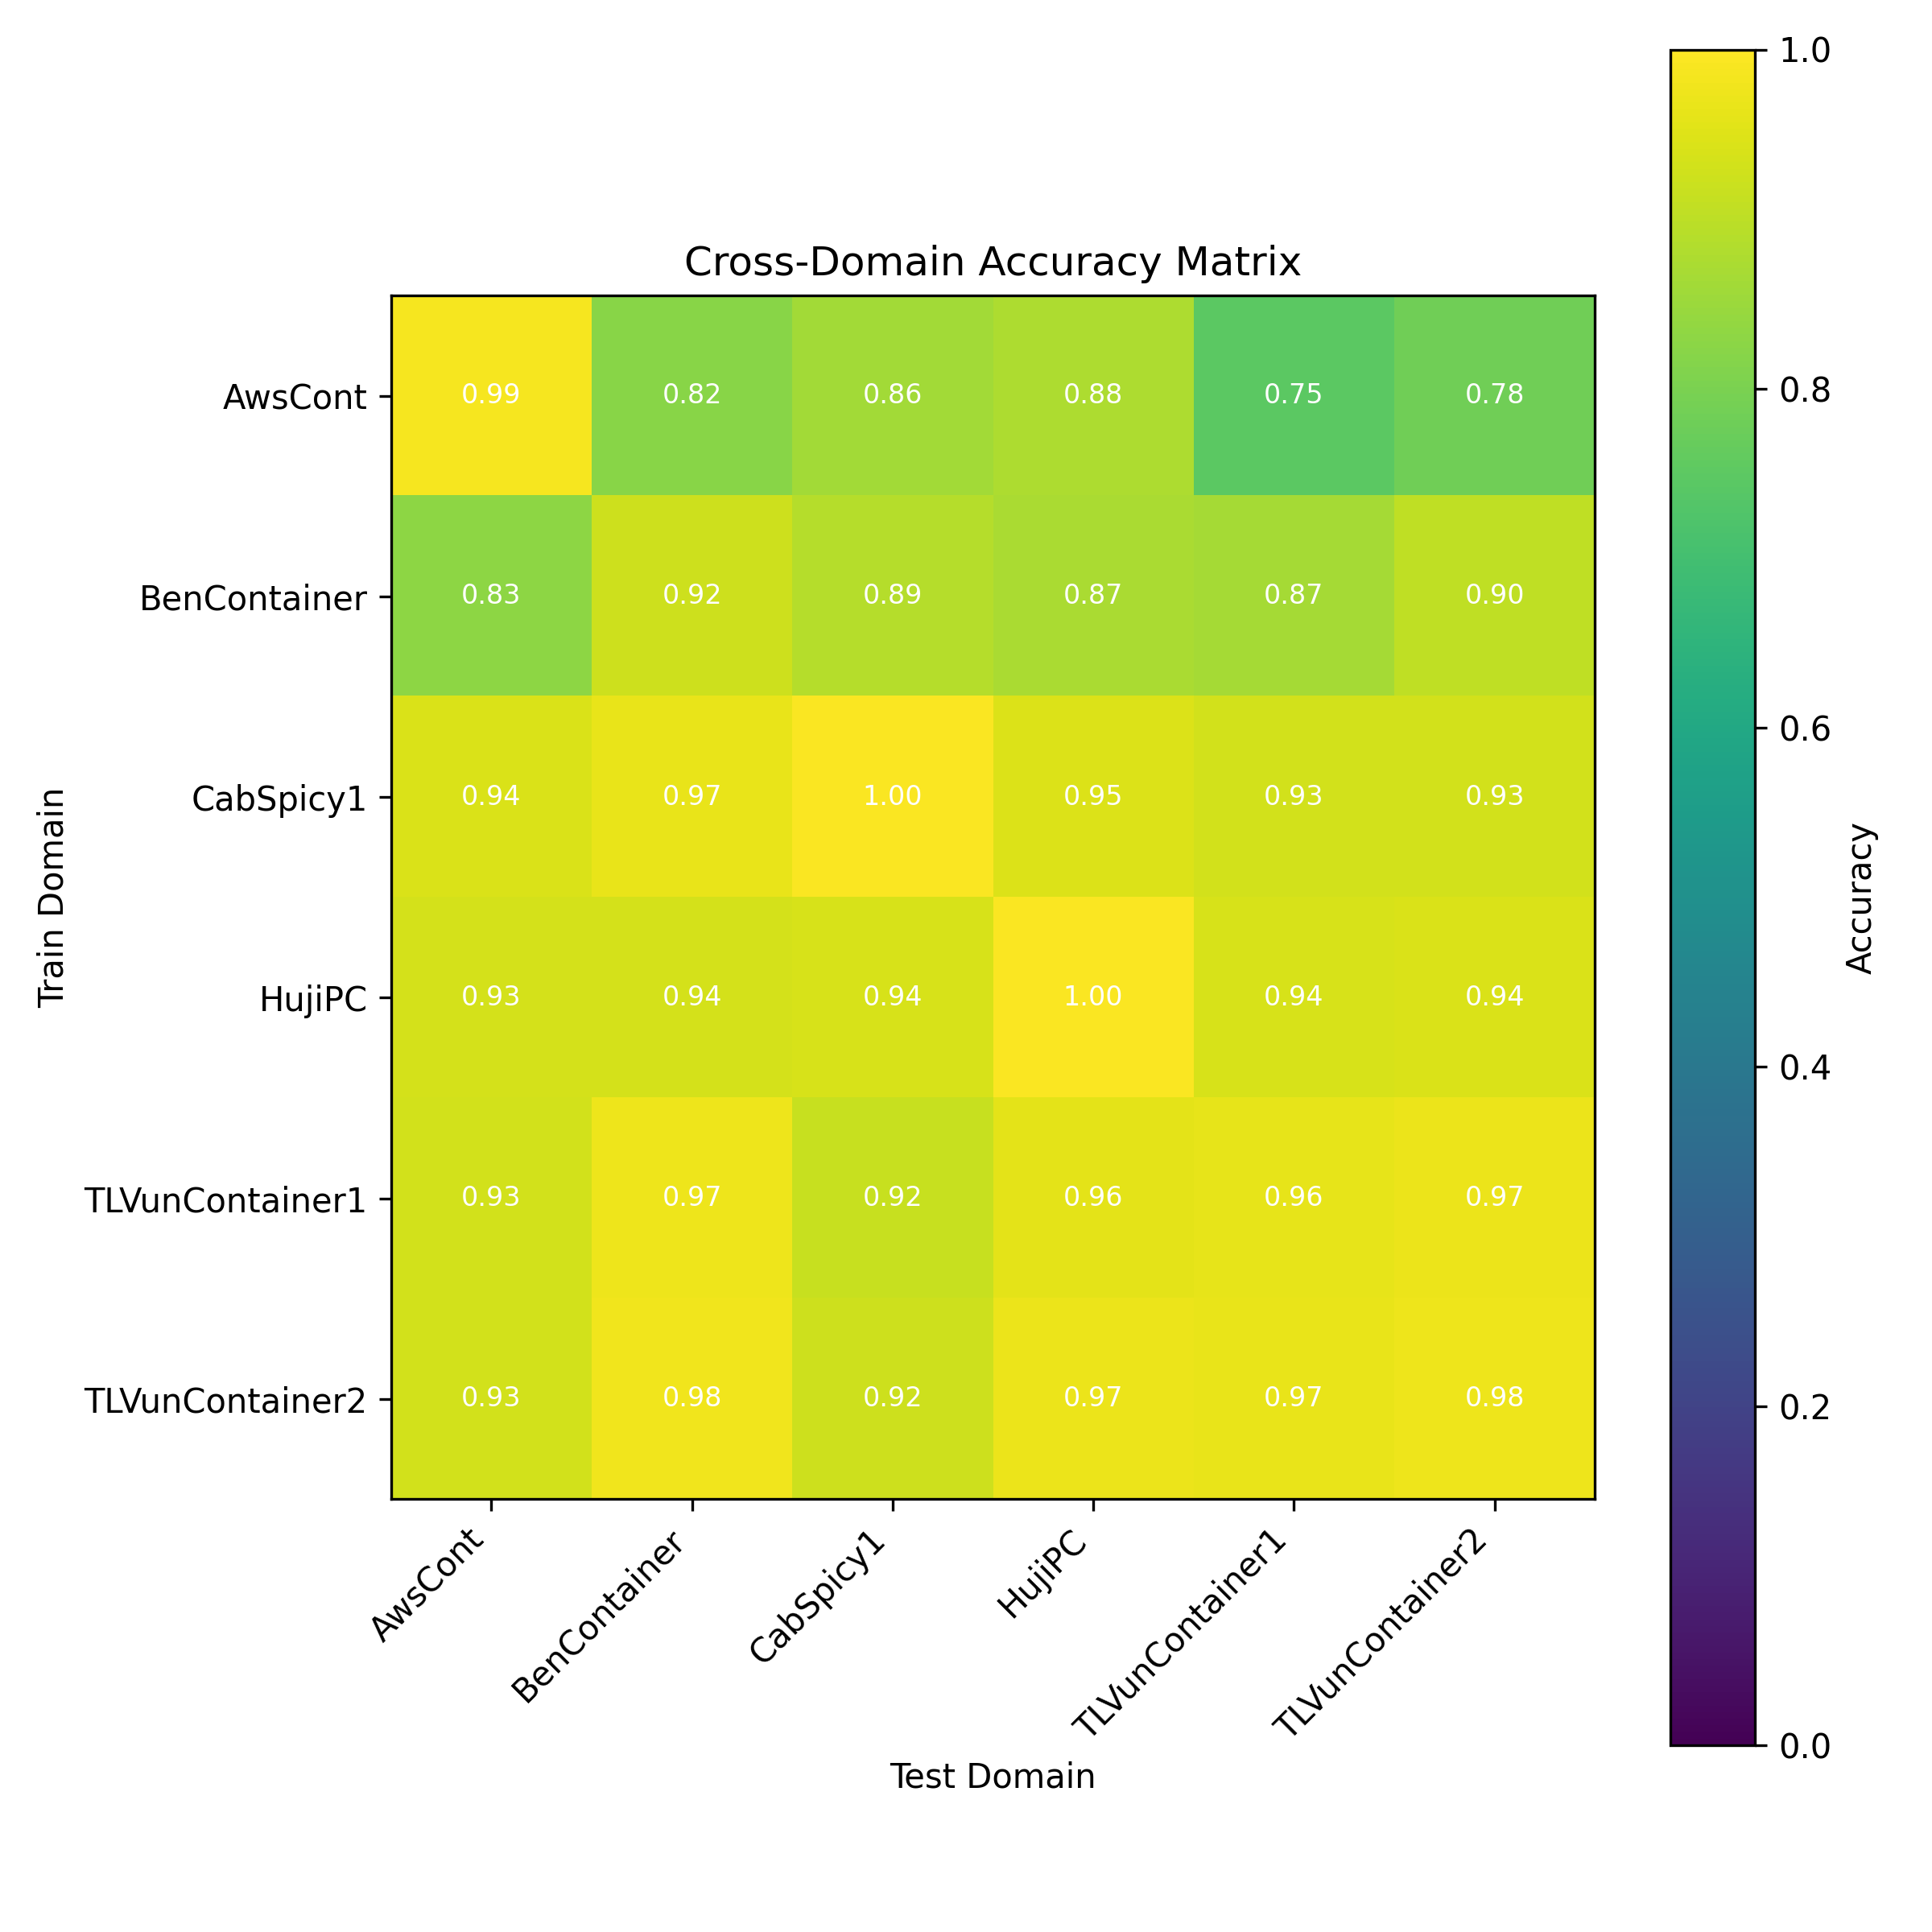 Cross-Domain Accuracy Matrix
Train Domain
AwsCont 0.99 0.82 0.86 0.88 0.75 0.78
BenContainer 0.83 0.92 0.89 0.87 0.87 0.90
CabSpicy1 0.94 0.97 1.00 0.95 0.93 0.93
HujiPC 0.93 0.94 0.94 1.00 0.94 0.94
TLVunContainer1 0.93 0.97 0.92 0.96 0.96 0.97
TLVunContainer2 0.93 0.98 0.92 0.97 0.97 0.98
AwsCont
BenContainer
CabSpicy1
HujiPC
TLVunContainer1
TLVunContainer2
Test Domain
1.0
0.8
0.6
0.4
0.2
0.0
Accuracy